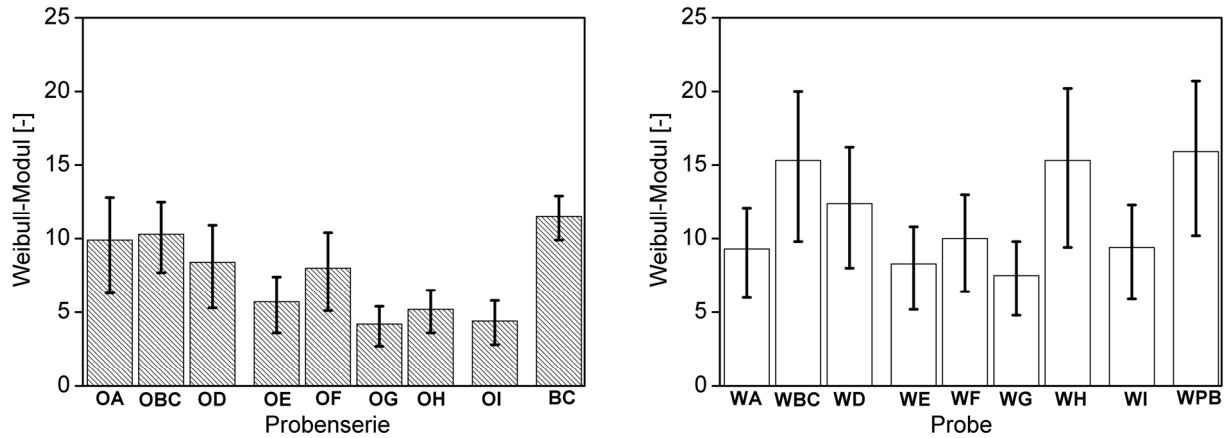 25
20
15
10
5
0
Weibull-Modul [-]
OA OBC OD OE OF OG OH OI BC
Probenserie
25
20
15
10
5
0
Weibull-Modul [-]
WA WBC WD WE WF WG WH WI WPB
Probe